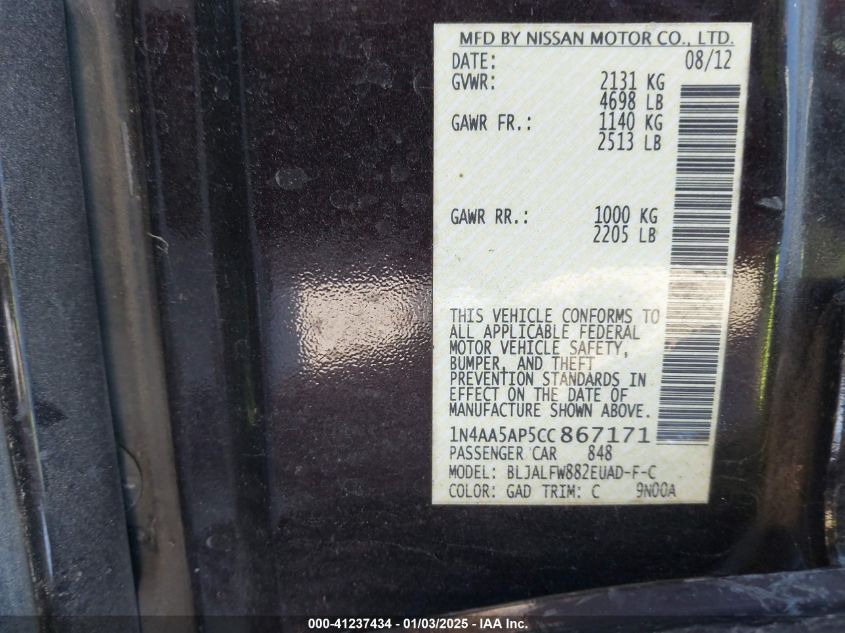 MFD BY NISSAN MOTOR CO., LTD.
DATE: 08/12
GVWR: 2131 KG
4698 LB
GAWR FR.: 1140 KG
2513 LB
GAWR RR.: 1000 KG
2205 LB
THIS VEHICLE CONFORMS TO
ALL APPLICABLE FEDERAL
MOTOR VEHICLE SAFETY,
BUMPER, AND THEFT
PREVENTION STANDARDS IN
EFFECT ON THE DATE OF
MANUFACTURE SHOWN ABOVE.
1N4AA5AP5CC867171
PASSENGER CAR 848
MODEL: BLJALFW882EUAD-F-C
COLOR: GAD TRIM: C 9N00A
000-41237434 - 01/03/2025 - IAA Inc.